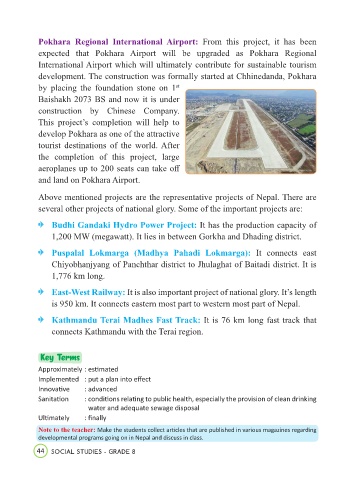 Pokhara Regional International Airport: From this project, it has been
expected that Pokhara Airport will be upgraded as Pokhara Regional
International Airport which will ultimately contribute for sustainable tourism
development. The construction was formally started at Chhinedanda, Pokhara
by placing the foundation stone on 1st
Baishakh 2073 BS and now it is under
construction by Chinese Company.
This project's completion will help to
develop Pokhara as one of the attractive
tourist destinations of the world. After
the completion of this project, large
aeroplanes up to 200 seats can take off
and land on Pokhara Airport.
Above mentioned projects are the representative projects of Nepal. There are
several other projects of national glory. Some of the important projects are:
Budhi Gandaki Hydro Power Project: It has the production capacity of
1,200 MW (megawatt). It lies in between Gorkha and Dhading district.
Puspalal Lokmarga (Madhya Pahadi Lokmarga): It connects east
Chiyobhanjyang of Panchthar district to Jhulaghat of Baitadi district. It is
1,776 km long.
East-West Railway: It is also important project of national glory. It's length
is 950 km. It connects eastern most part to western most part of Nepal.
Kathmandu Terai Madhes Fast Track: It is 76 km long fast track that
connects Kathmandu with the Terai region.
Key Terms
Approximately : estimated
Implemented : put a plan into effect
Innovative : advanced
Sanitation : conditions relating to public health, especially the provision of clean drinking
water and adequate sewage disposal
Ultimately : finally
Note to the teacher: Make the students collect articles that are published in various magazines regarding
developmental programs going on in Nepal and discuss in class.
44 SOCIAL STUDIES - GRADE 8